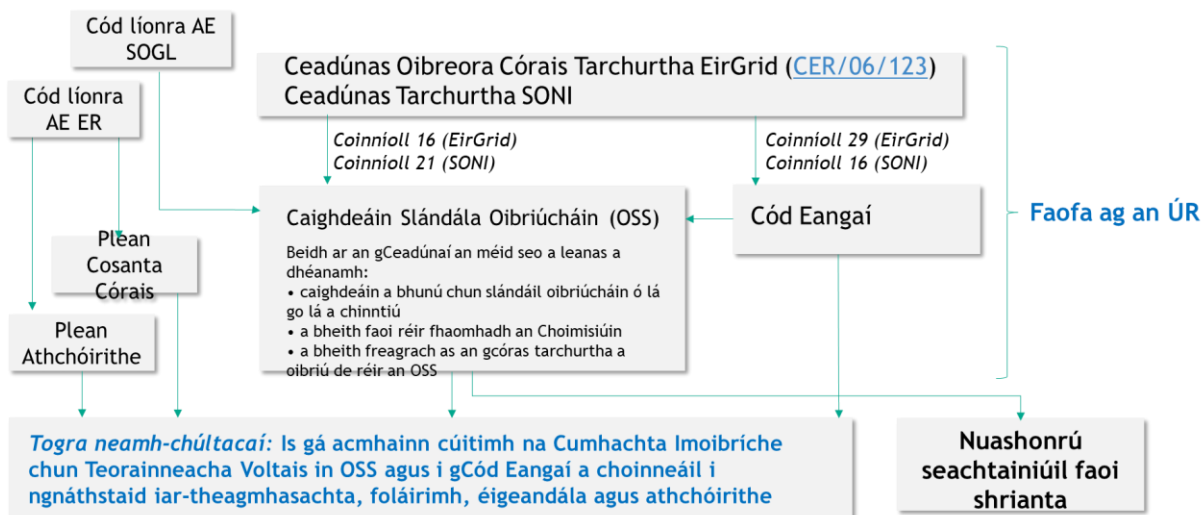 Cód líonra AE
SOGL
Ceadúnas Oibreora Córais Tarchurtha EirGrid (CER/06/123)
Ceadúnas Tarchurtha SONI
Cód líonra
AE ER
Coinníoll 16 (EirGrid)
Coinníoll 21 (SONI)
Coinníoll 29 (EirGrid)
Coinníoll 16 (SONI)
Caighdeáin Slándála Oibriúcháin (OSS)
Beidh ar an gCeadúnaí an méid seo a leanas a
dhéanamh:
• caighdeáin a bhunú chun slándáil oibriúcháin ó lá
go lá a chinntiú
• a bheith faoi réir fhaomhadh an Choimisiúin
• a bheith freagrach as an gcóras tarchurtha a
oibriú de réir an OSS
Cód Eangaí
Faofa ag an ÚR
Plean
Cosanta
Córais
Plean
Athchóirithe
Togra neamh-chúltacaí: Is gá acmhainn cúitimh na Cumhachta Imoibríche
chun Teorainneacha Voltais in OSS agus i gCód Eangaí a choinneáil i
ngnáthstaid iar-theagmhasachta, foláirimh, éigeandála agus athchóirithe
Nuashonrú
seachtainiúil faoi
shrianta